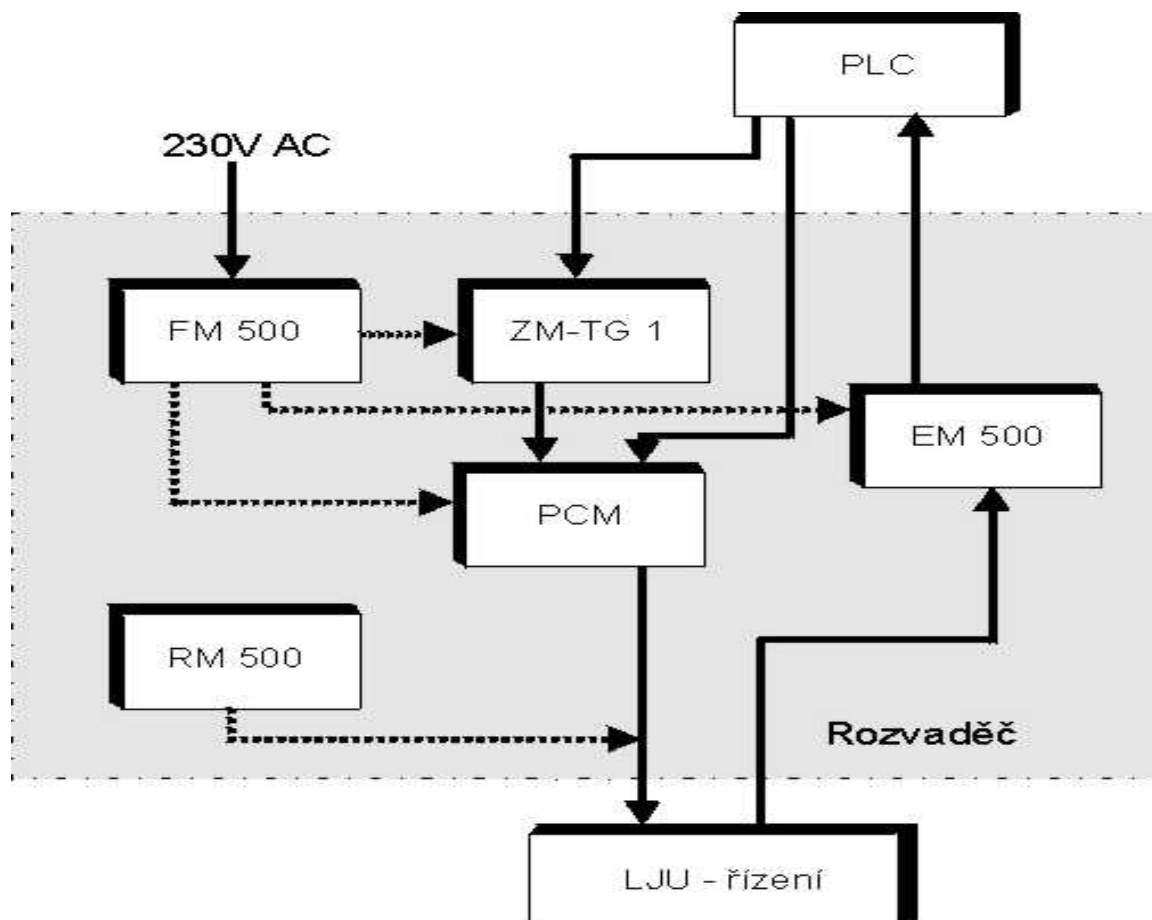 PLC
230V AC
FM 500
ZM-TG 1
EM 500
PCM
RM 500
Rozvaděč
LJU - řízení